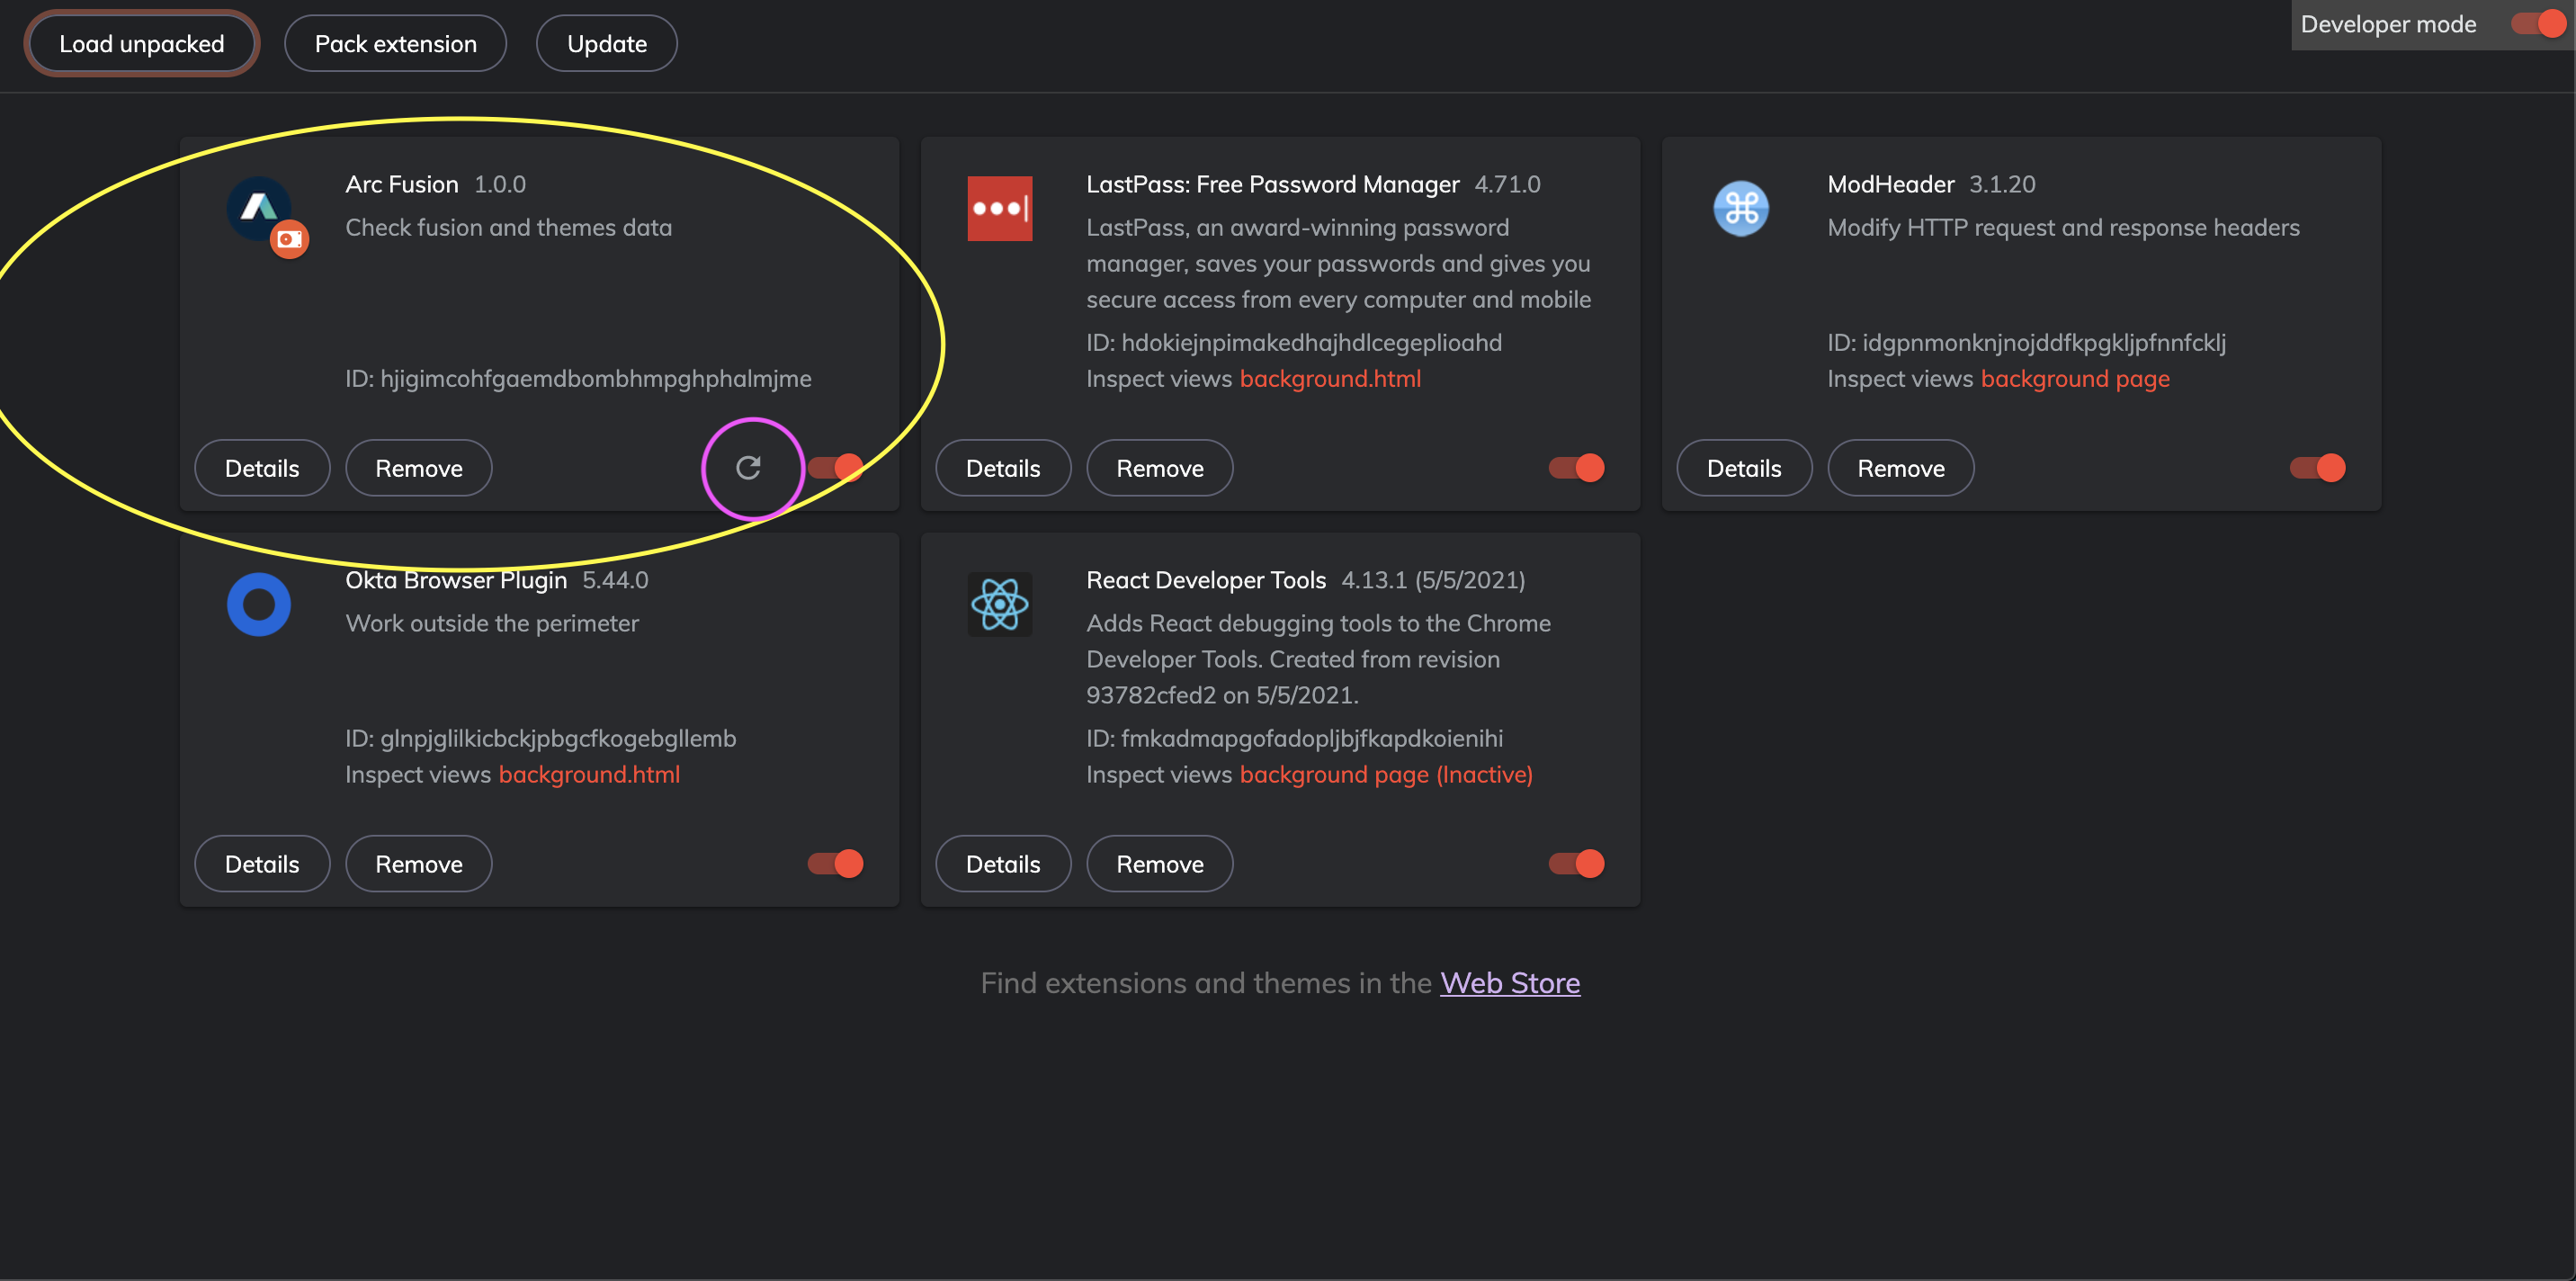 Load unpacked
Pack extension
Update
Developer mode
Arc Fusion 1.0.0
Check fusion and themes data
ID: hjigimcohfgaemdbombhmpghphalmjme
Details
Remove
LastPass: Free Password Manager 4.71.0
LastPass, an award-winning password
manager, saves your passwords and gives you
secure access from every computer and mobile
ID: hdokiejnpimakedhajhdlcegeplioahd
Inspect views background.html
Details
Remove
ModHeader 3.1.20
Modify HTTP request and response headers
ID: idgpnmonknjnojddfkpgkljpfnnfcklj
Inspect views background page
Details
Remove
Okta Browser Plugin 5.44.0
Work outside the perimeter
ID: glnpjglilkicbckjpbgcfkogebgllemb
Inspect views background.html
Details
Remove
React Developer Tools 4.13.1 (5/5/2021)
Adds React debugging tools to the Chrome
Developer Tools. Created from revision
93782cfed2 on 5/5/2021.
ID: fmkadmapgofadopljbjfkapdkoienihi
Inspect views background page (Inactive)
Details
Remove
Find extensions and themes in the Web Store